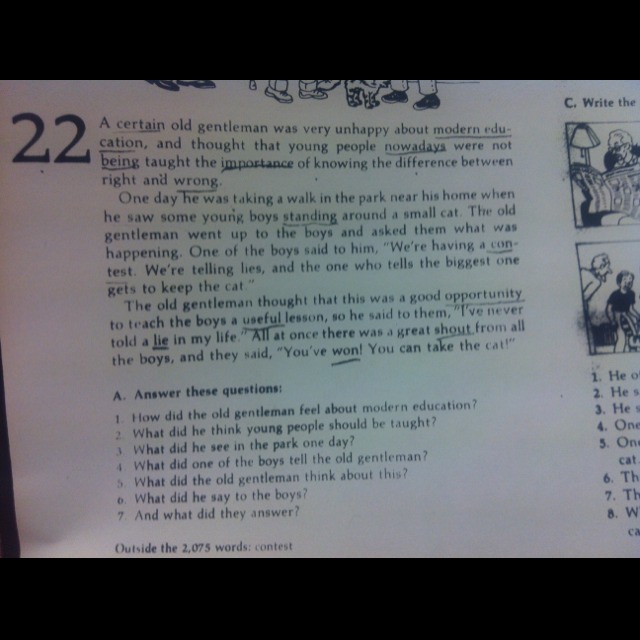 C. Write the
22
A certain old gentleman was very unhappy about modern edu-
cation, and thought that young people nowadays were not
being taught the importance of knowing the difference between
right and wrong.
One day he was taking a walk in the park near his home when
he saw some young boys standing around a small cat. The old
gentleman went up to the boys and asked them what was
happening. One of the boys said to him, "We're having a con-
test. We're telling lies, and the one who tells the biggest one
gets to keep the cat."
The old gentleman thought that this was a good opportunity
to teach the boys a useful lesson, so he said to them, "I've never
told a lie in my life." All at once there was a great shout from all
the boys, and they said, "You've won! You can take the cat!"
A. Answer these questions:
1. How did the old gentleman feel about modern education?
2. What did he think young people should be taught?
3. What did he see in the park one day?
4. What did one of the boys tell the old gentleman?
5. What did the old gentleman think about this?
6. What did he say to the boys?
7. And what did they answer?
Outside the 2,075 words: contest
1. He
2. He
3. He
4. One
5. One
cat
6. Th
7. Th
8. W
ca